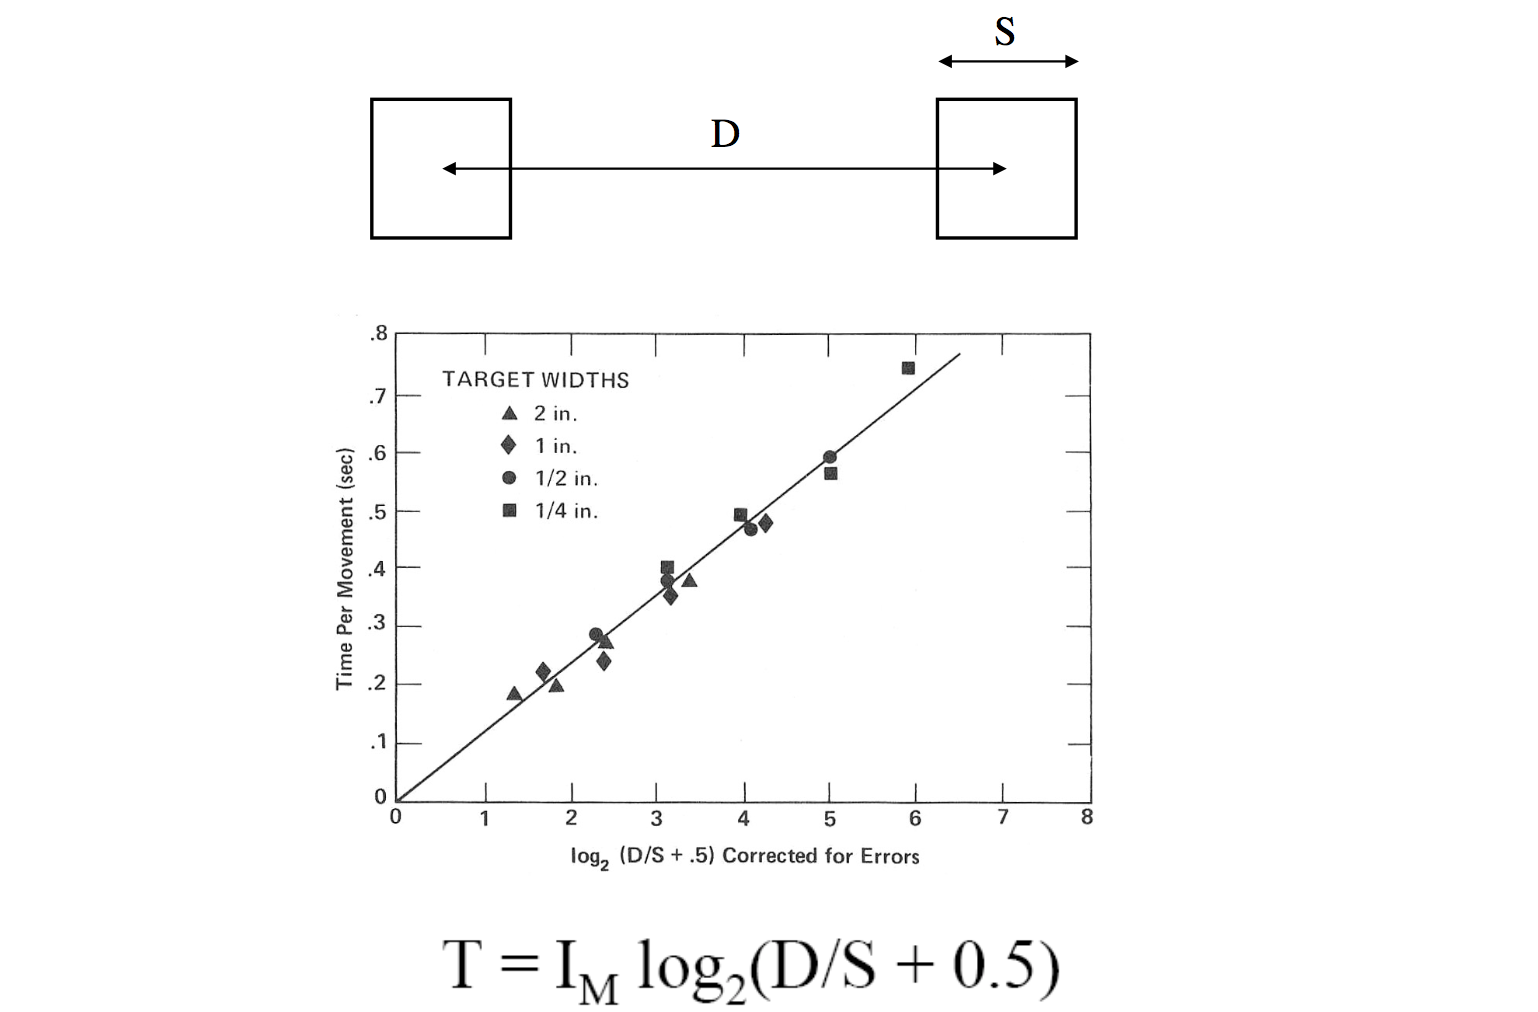 S
D
.8
.7
.6
.5
.4
.3
.2
.1
0
Time Per Movement (sec)
TARGET WIDTHS
2 in.
1 in.
1/2 in.
1/4 in.
0 1 2 3 4 5 6 7 8
log₂ (D/S + .5) Corrected for Errors
T = I_M log₂(D/S + 0.5)